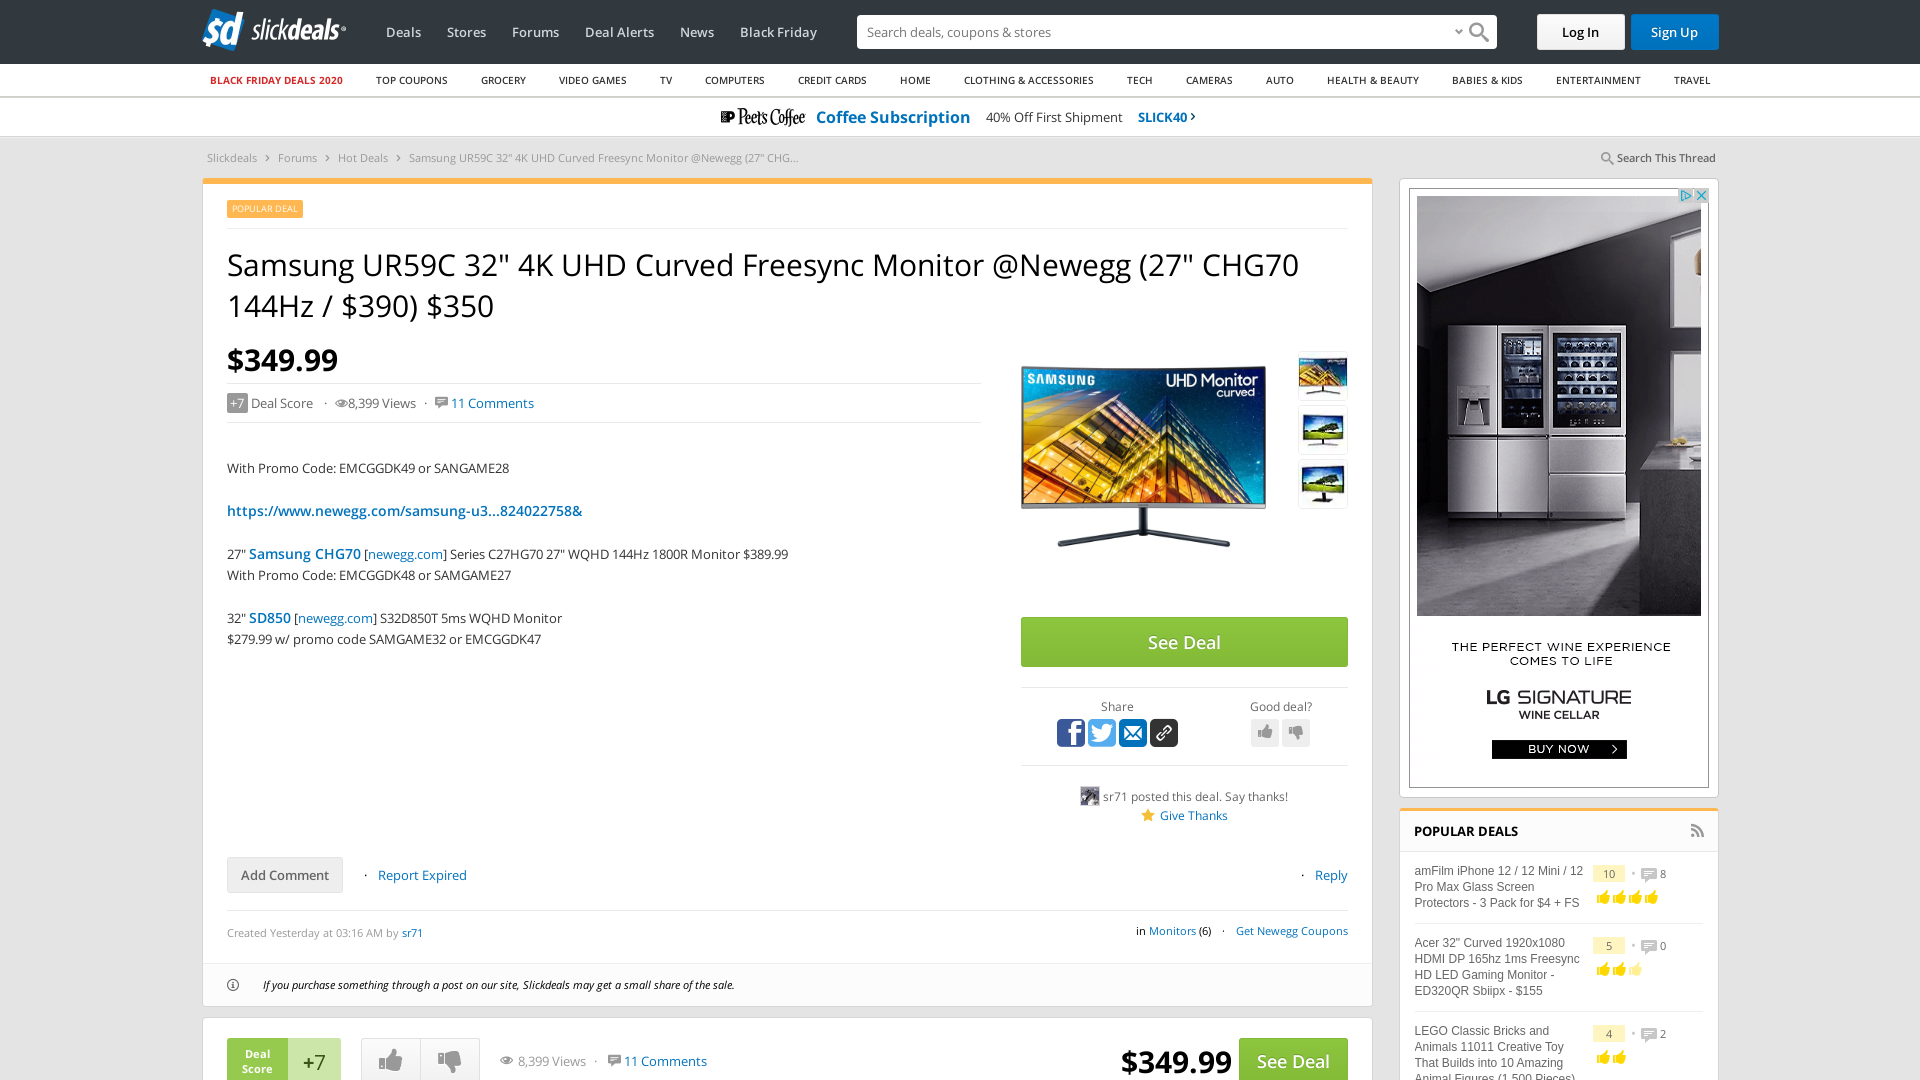 sd slickdeals
Deals Stores Forums Deal Alerts News Black Friday
Search deals, coupons & stores
Log In
Sign Up
BLACK FRIDAY DEALS 2020 TOP COUPONS GROCERY VIDEO GAMES TV COMPUTERS CREDIT CARDS HOME CLOTHING & ACCESSORIES TECH CAMERAS AUTO HEALTH & BEAUTY BABIES & KIDS ENTERTAINMENT TRAVEL
Peet's Coffee Coffee Subscription 40% Off First Shipment SLICK40
Slickdeals › Forums › Hot Deals › Samsung UR59C 32" 4K UHD Curved Freesync Monitor @Newegg (27" CHG...
Search This Thread
POPULAR DEAL
Samsung UR59C 32" 4K UHD Curved Freesync Monitor @Newegg (27" CHG70
144Hz / $390) $350
$349.99
+7 Deal Score · 8,399 Views · 11 Comments
With Promo Code: EMCGGDK49 or SANGAME28
https://www.newegg.com/samsung-u3...824022758&
27" Samsung CHG70 [newegg.com] Series C27HG70 27" WQHD 144Hz 1800R Monitor $389.99
With Promo Code: EMCGGDK48 or SAMGAME27
32" SD850 [newegg.com] S32D850T 5ms WQHD Monitor
$279.99 w/ promo code SAMGAME32 or EMCGGDK47
SAMSUNG
UHD Monitor
curved
See Deal
Share
Good deal?
sr71 posted this deal. Say thanks!
Give Thanks
Add Comment · Report Expired
· Reply
Created Yesterday at 03:16 AM by sr71
in Monitors (6) · Get Newegg Coupons
If you purchase something through a post on our site, Slickdeals may get a small share of the sale.
Deal
Score
+7
8,399 Views · 11 Comments
$349.99
See Deal
THE PERFECT WINE EXPERIENCE
COMES TO LIFE
LG SIGNATURE
WINE CELLAR
BUY NOW
POPULAR DEALS
amFilm iPhone 12 / 12 Mini / 12
Pro Max Glass Screen
Protectors - 3 Pack for $4 + FS
10 • 8
Acer 32" Curved 1920x1080
HDMI DP 165hz 1ms Freesync
HD LED Gaming Monitor -
ED320QR Sbiipx - $155
5 • 0
LEGO Classic Bricks and
Animals 11011 Creative Toy
That Builds into 10 Amazing
Animal Figures (1,500 Pieces)
4 • 2